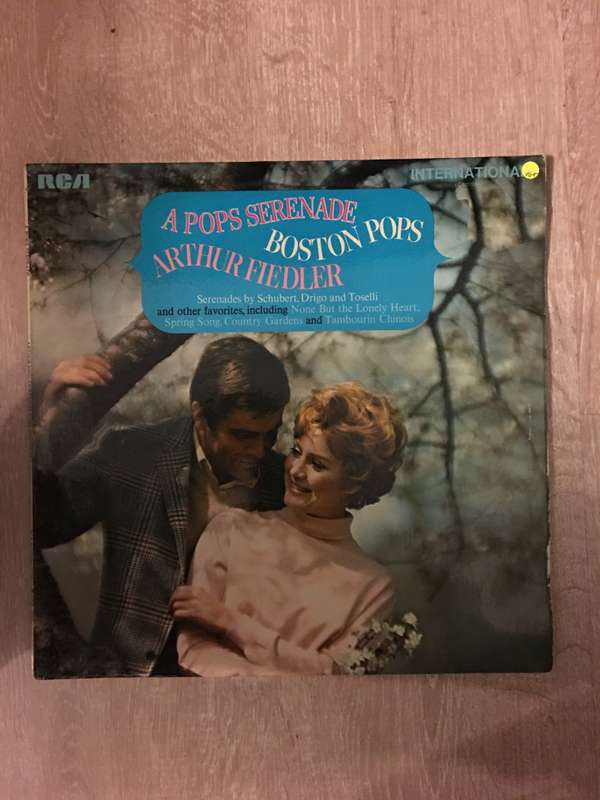 RCA
INTERNATIONAL
A POPS SERENADE
BOSTON POPS
ARTHUR FIEDLER
Serenades by Schubert, Drigo and Toselli
and other favorites, including None But the Lonely Heart,
Spring Song, Country Gardens and Tambourin Chinois